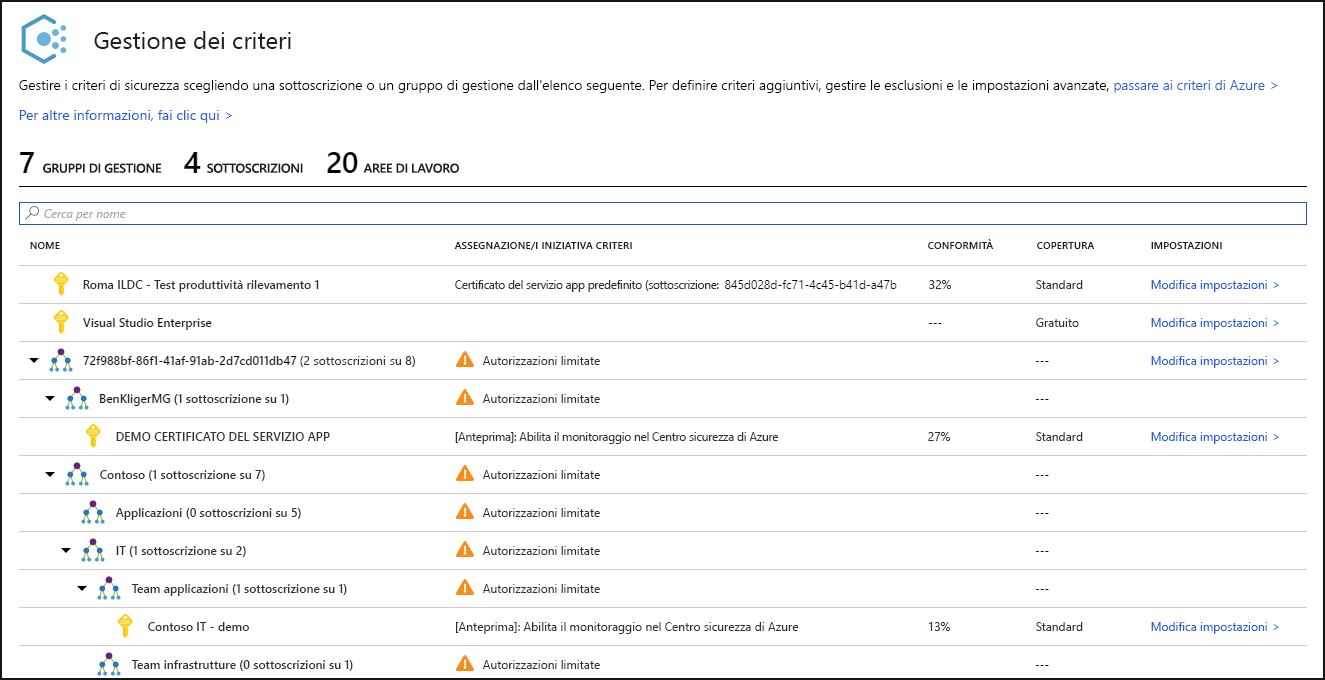 Gestione dei criteri
Gestire i criteri di sicurezza scegliendo una sottoscrizione o un gruppo di gestione dall'elenco seguente. Per definire criteri aggiuntivi, gestire le esclusioni e le impostazioni avanzate, passare ai criteri di Azure >
Per altre informazioni, fai clic qui >
7 GRUPPI DI GESTIONE 4 SOTTOSCRIZIONI 20 AREE DI LAVORO
Cerca per nome
NOME ASSEGNAZIONE/I INIZIATIVA CRITERI CONFORMITÀ COPERTURA IMPOSTAZIONI
Roma ILDC - Test produttività rilevamento 1 Certificato del servizio app predefinito (sottoscrizione: 845d028d-fc71-4c45-b41d-a47b 32% Standard Modifica impostazioni >
Visual Studio Enterprise --- Gratuito Modifica impostazioni >
72f988bf-86f1-41af-91ab-2d7cd011db47 (2 sottoscrizioni su 8) Autorizzazioni limitate --- Modifica impostazioni >
BenKligerMG (1 sottoscrizione su 1) Autorizzazioni limitate ---
DEMO CERTIFICATO DEL SERVIZIO APP [Anteprima]: Abilita il monitoraggio nel Centro sicurezza di Azure 27% Standard Modifica impostazioni >
Contoso (1 sottoscrizione su 7) Autorizzazioni limitate ---
Applicazioni (0 sottoscrizioni su 5) Autorizzazioni limitate ---
IT (1 sottoscrizione su 2) Autorizzazioni limitate ---
Team applicazioni (1 sottoscrizione su 1) Autorizzazioni limitate ---
Contoso IT - demo [Anteprima]: Abilita il monitoraggio nel Centro sicurezza di Azure 13% Standard Modifica impostazioni >
Team infrastrutture (0 sottoscrizioni su 1) Autorizzazioni limitate ---